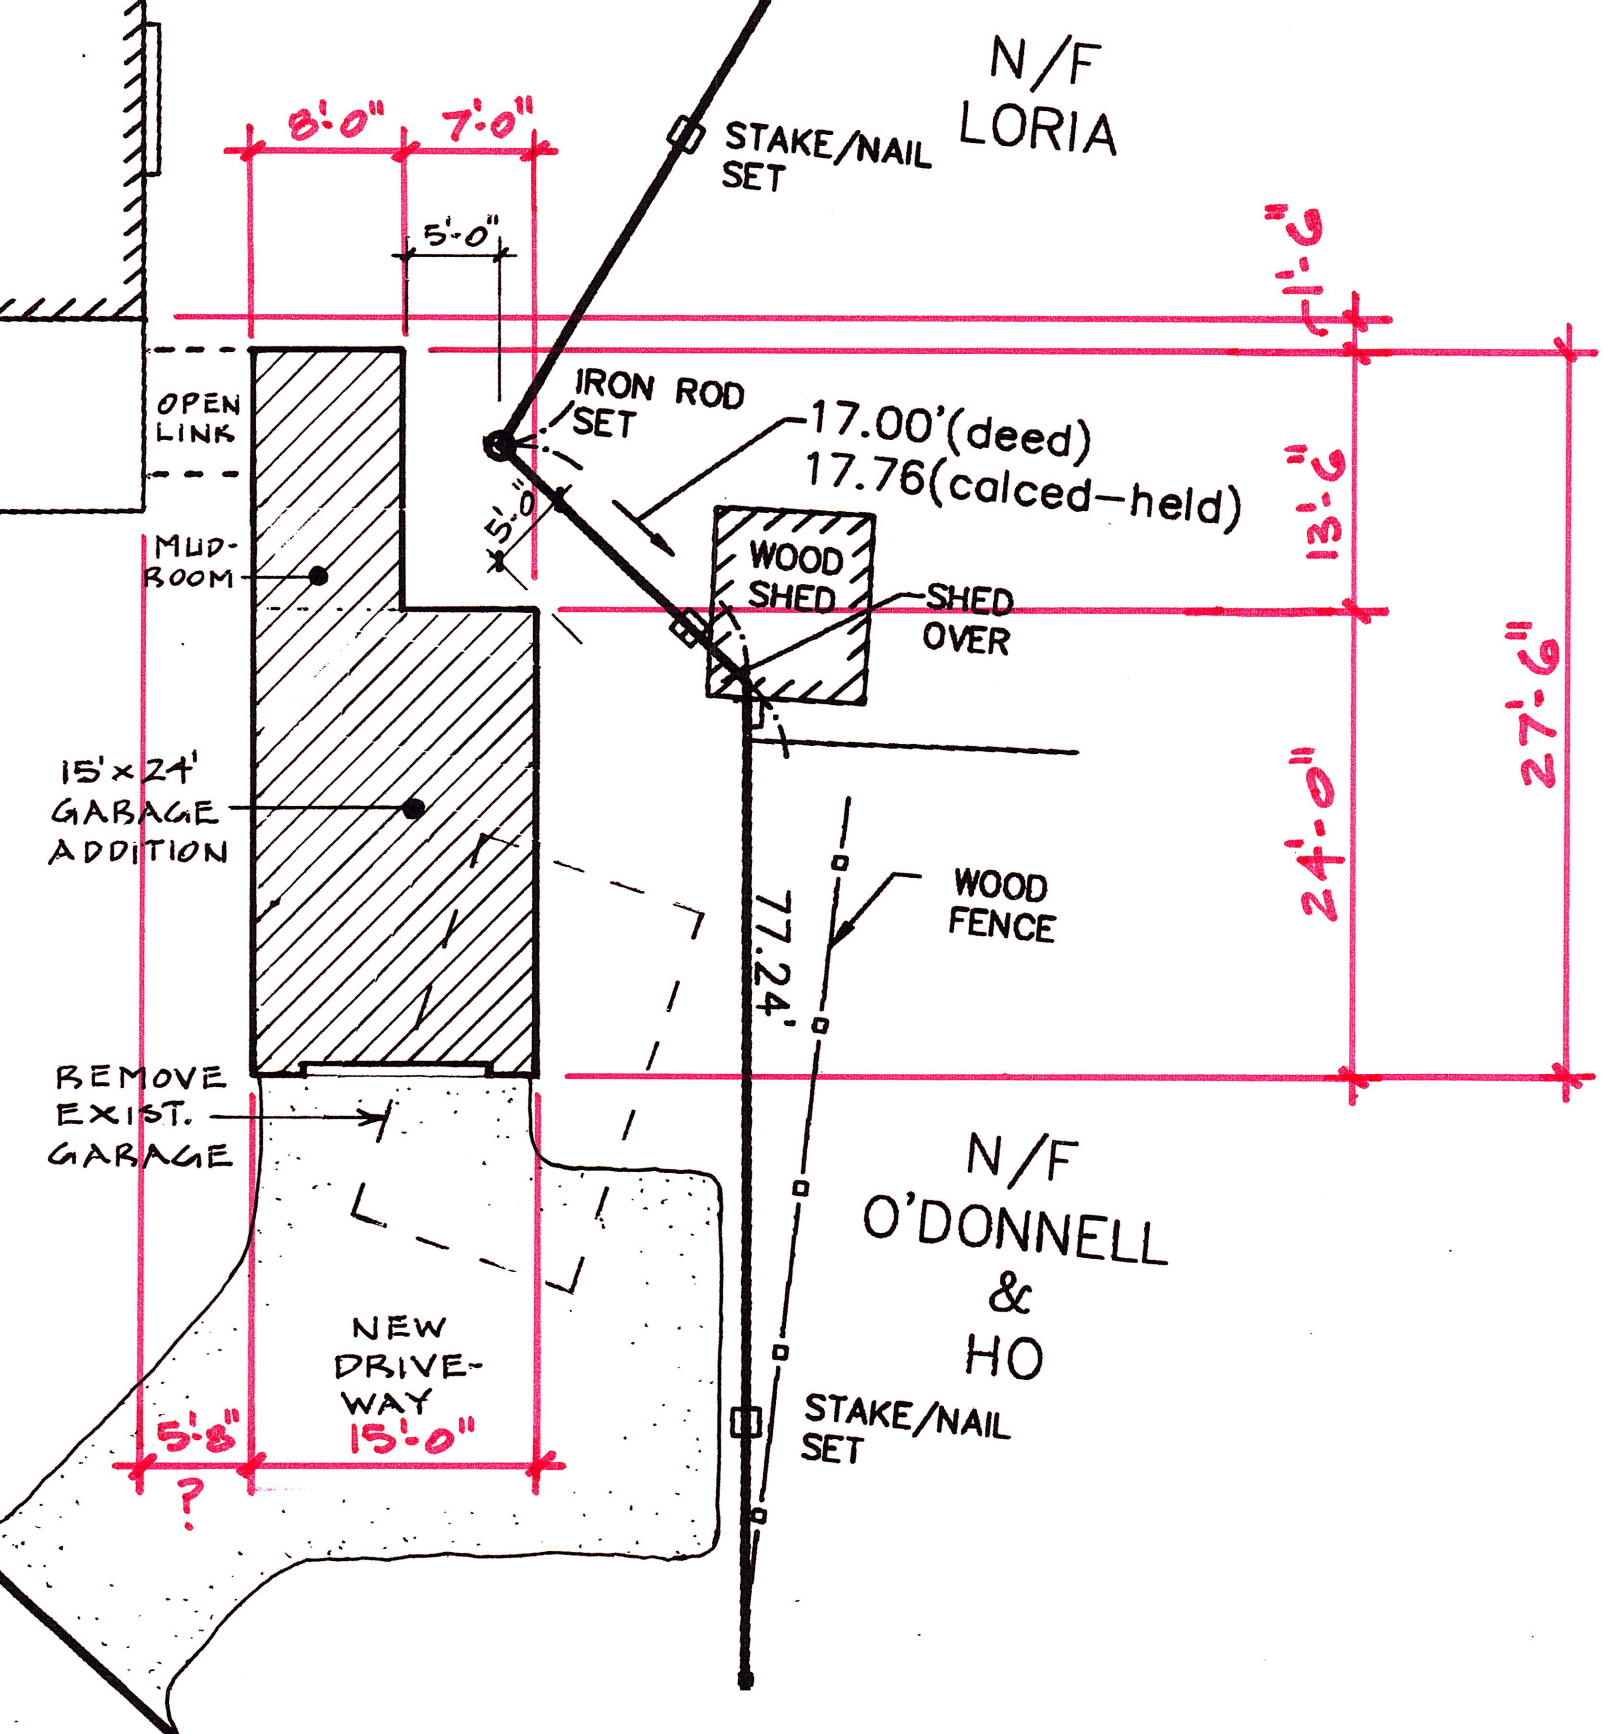 N/F
LORIA
8'-0"
7'-0"
STAKE/NAIL
SET
5'-0"
1'-6"
OPEN
LINK
IRON ROD
SET
17.00'(deed)
17.76(calced-held)
13'-6"
5'-0"
MUD-
ROOM
WOOD
SHED
SHED
OVER
27'-6"
15'x24'
GARAGE
ADDITION
24'-0"
WOOD
FENCE
77.24'
REMOVE
EXIST.
GARAGE
N/F
O'DONNELL
&
HO
NEW
DRIVE-
WAY
5'-8"
?
15'-0"
STAKE/NAIL
SET